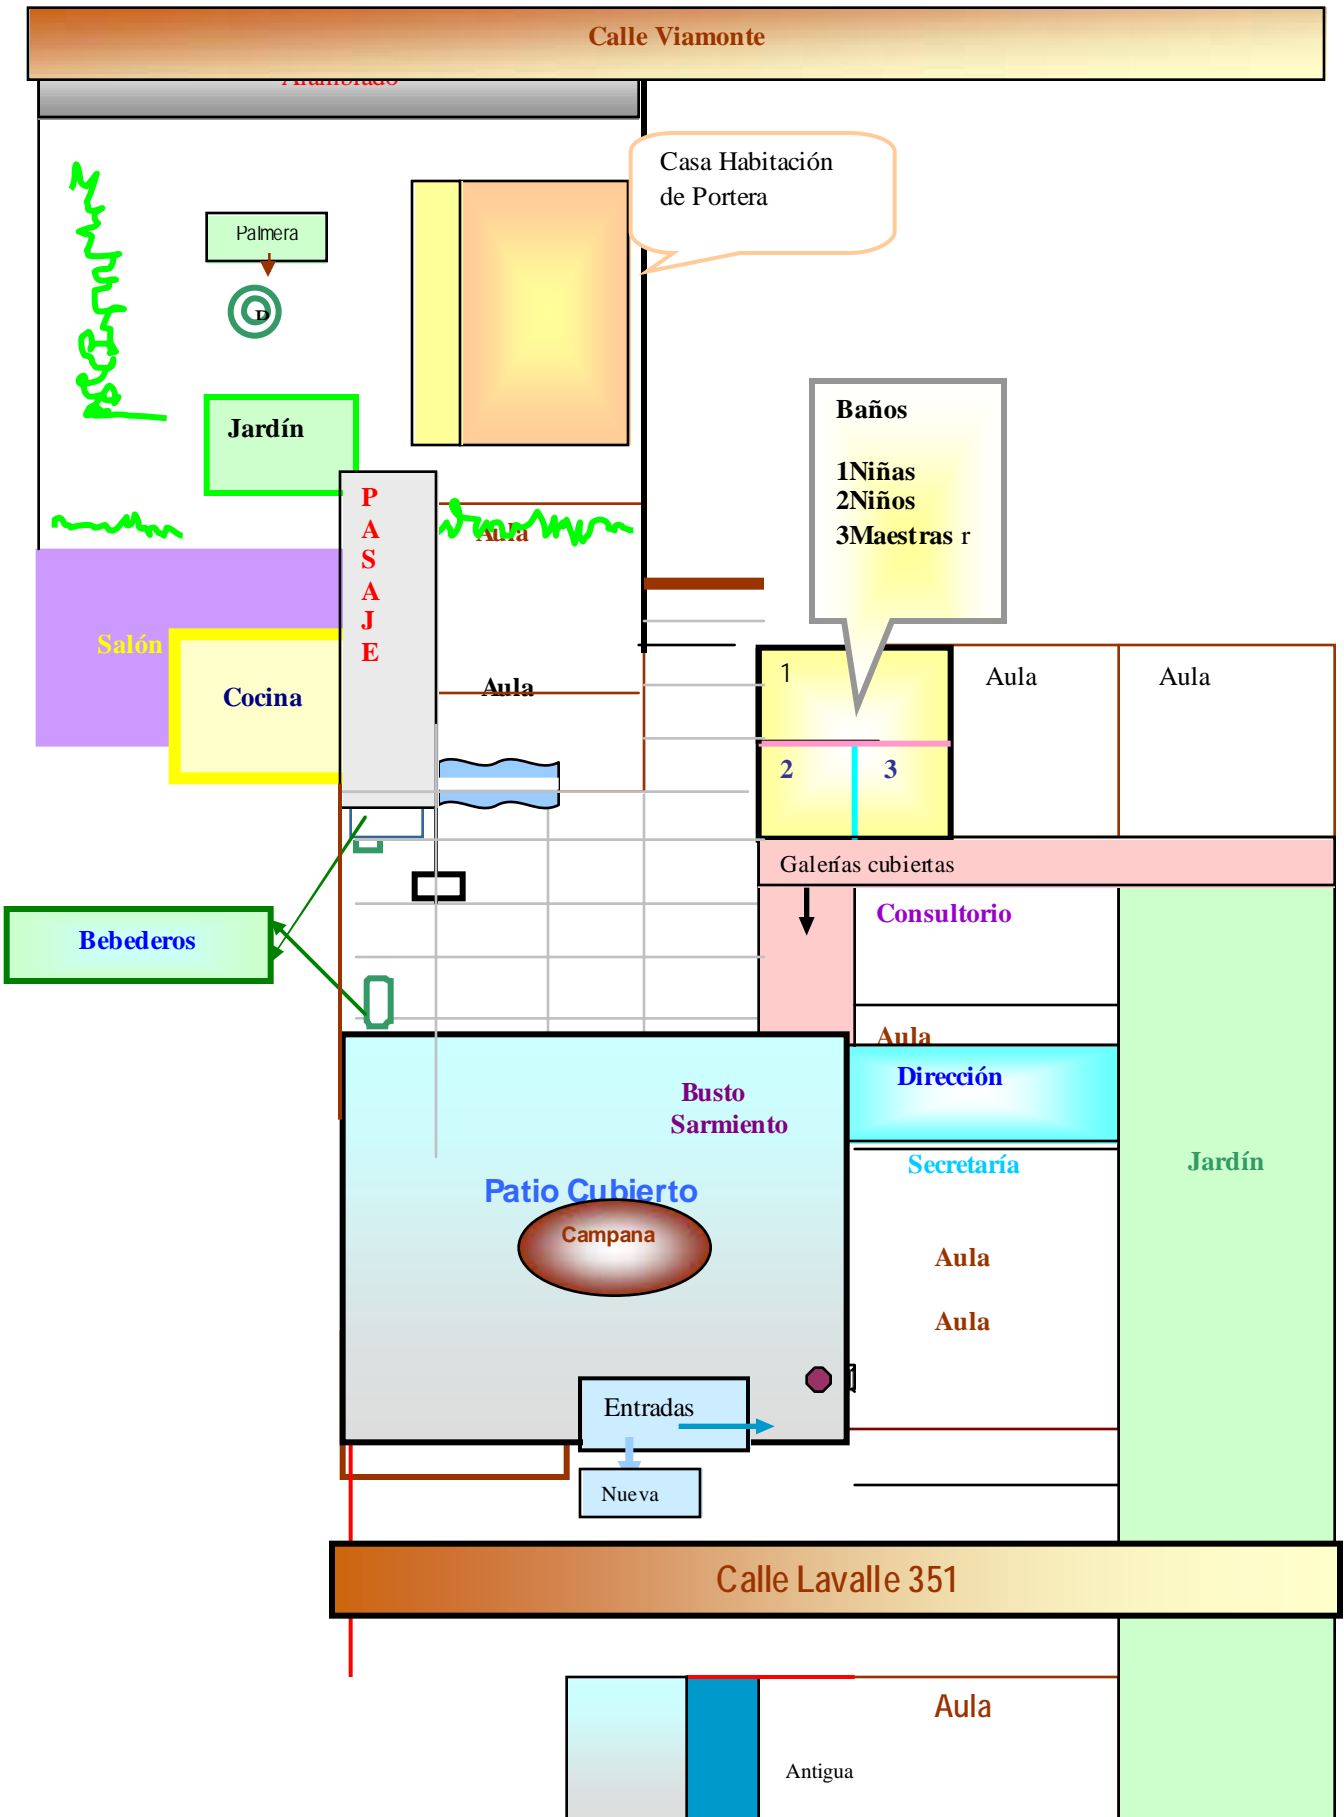 Calle Viamonte
Alambrado
Casa Habitación
de Portera
Palmera
P
Jardín
Baños
1Niñas
2Niños
3Maestras r
P
A
S
A
J
E
Aula
Salón
Cocina
Aula
1
2
3
Aula
Aula
Galerías cubiertas
Consultorio
Bebederos
Aula
Dirección
Busto
Sarmiento
Secretaría
Jardín
Patio Cubierto
Campana
Aula
Aula
Entradas
Nueva
Calle Lavalle 351
Aula
Antigua